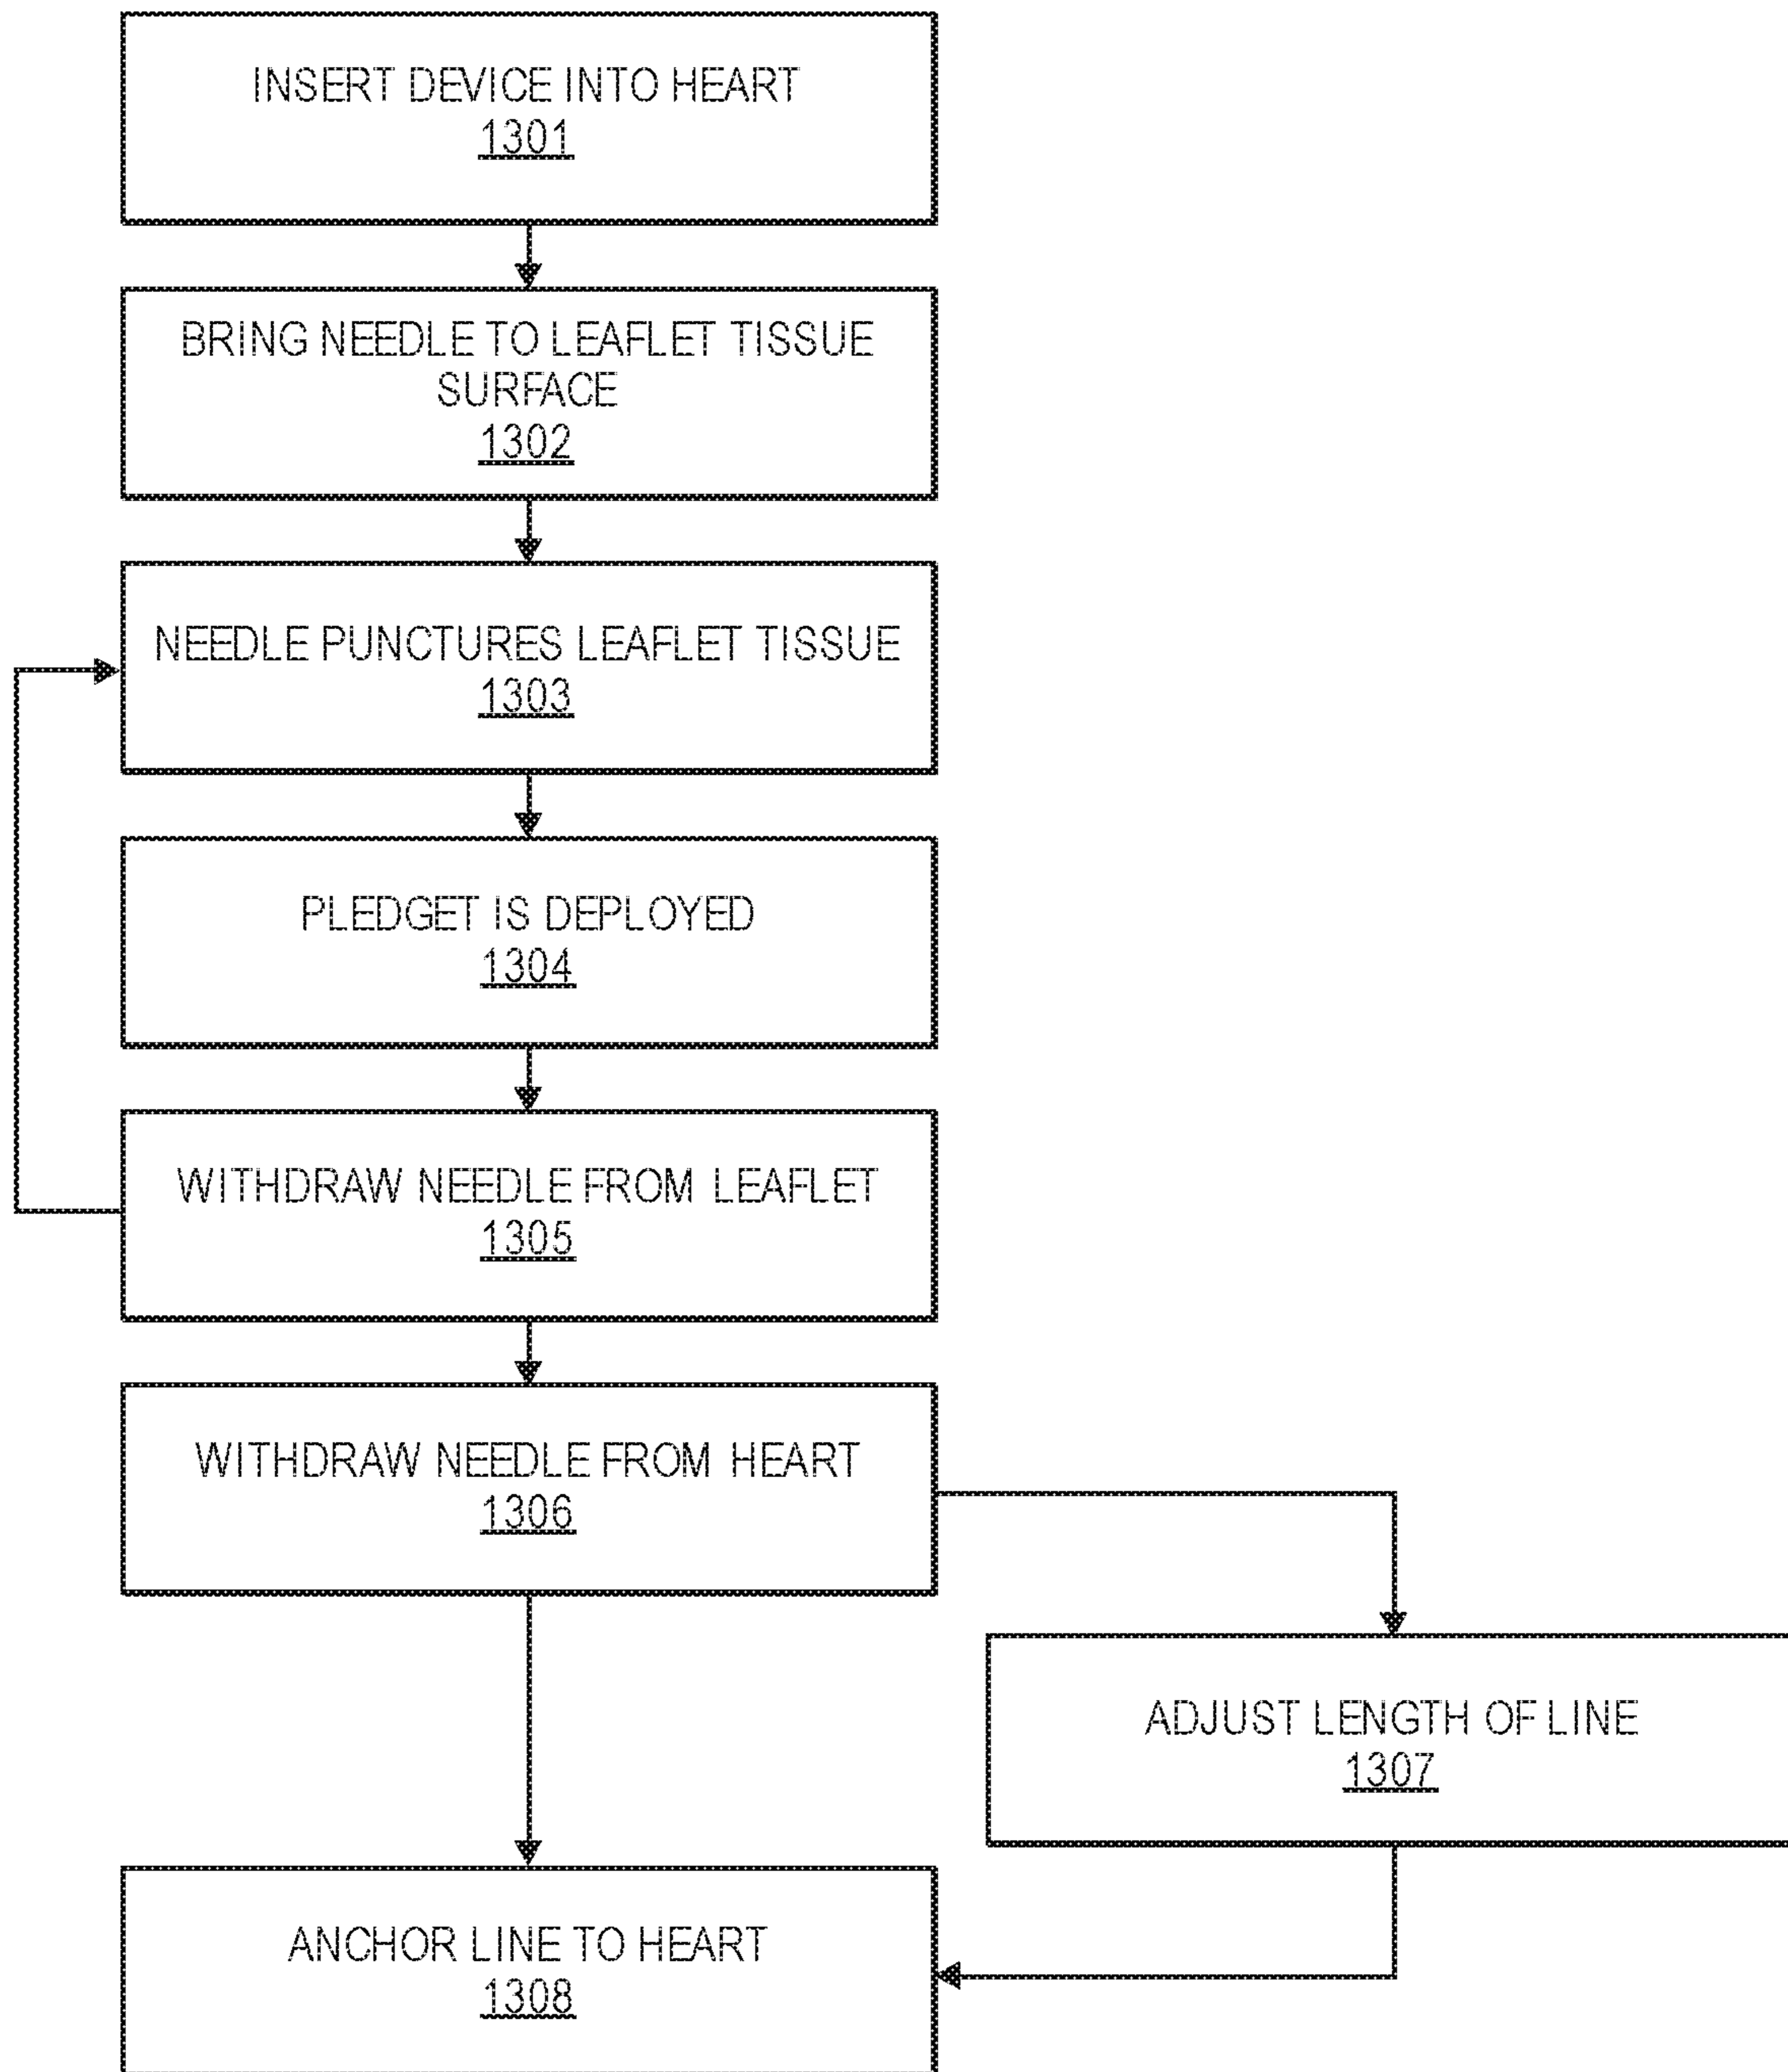 INSERT DEVICE INTO HEART
1301
BRING NEEDLE TO LEAFLET TISSUE
SURFACE
1302
NEEDLE PUNCTURES LEAFLET TISSUE
1303
PLEDGET IS DEPLOYED
1304
WITHDRAW NEEDLE FROM LEAFLET
1305
WITHDRAW NEEDLE FROM HEART
1306
ADJUST LENGTH OF LINE
1307
ANCHOR LINE TO HEART
1308